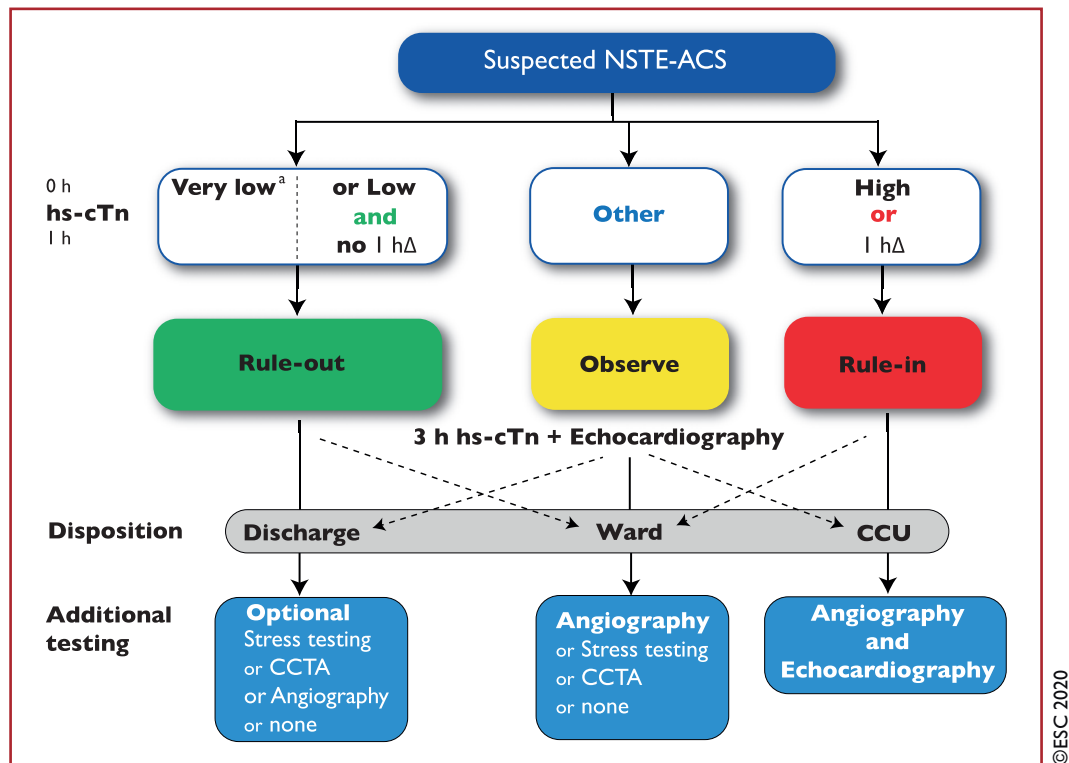 Suspected NSTE-ACS
0 h
hs-cTn
1 h
Very lowᵃ
or Low
and
no 1 hΔ
Other
High
or
1 hΔ
Rule-out
Observe
Rule-in
3 h hs-cTn + Echocardiography
Disposition
Discharge
Ward
CCU
Additional
testing
Optional
Stress testing
or CCTA
or Angiography
or none
Angiography
or Stress testing
or CCTA
or none
Angiography
and
Echocardiography
©ESC 2020